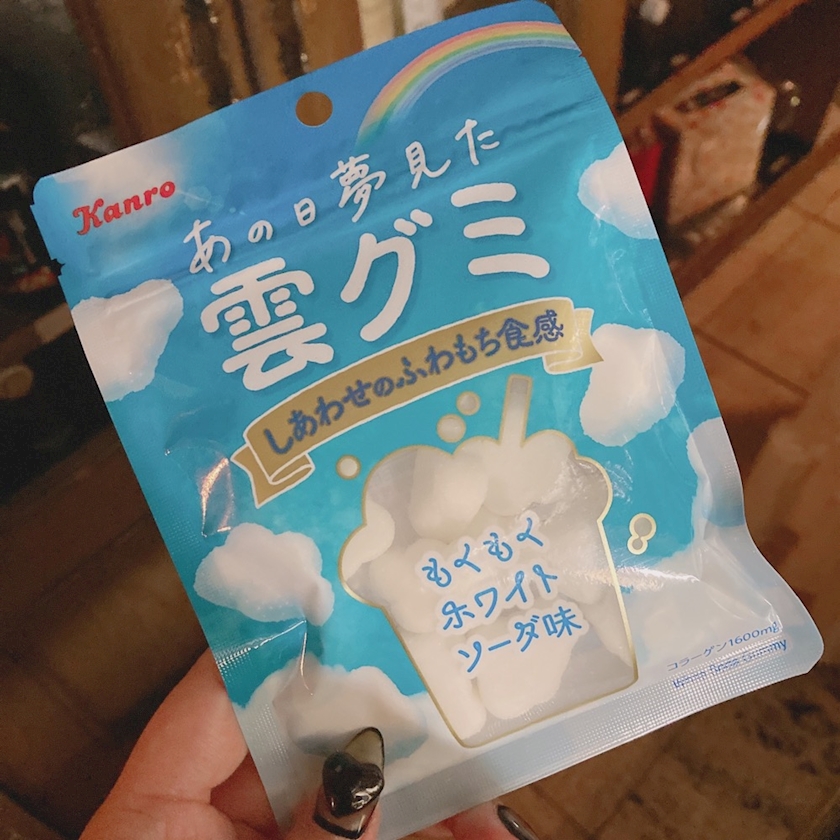 Kanro
あの日夢見た
雲グミ
しあわせのふわもち食感
もくもく
ホワイト
ソーダ味
コラーゲン1600mg